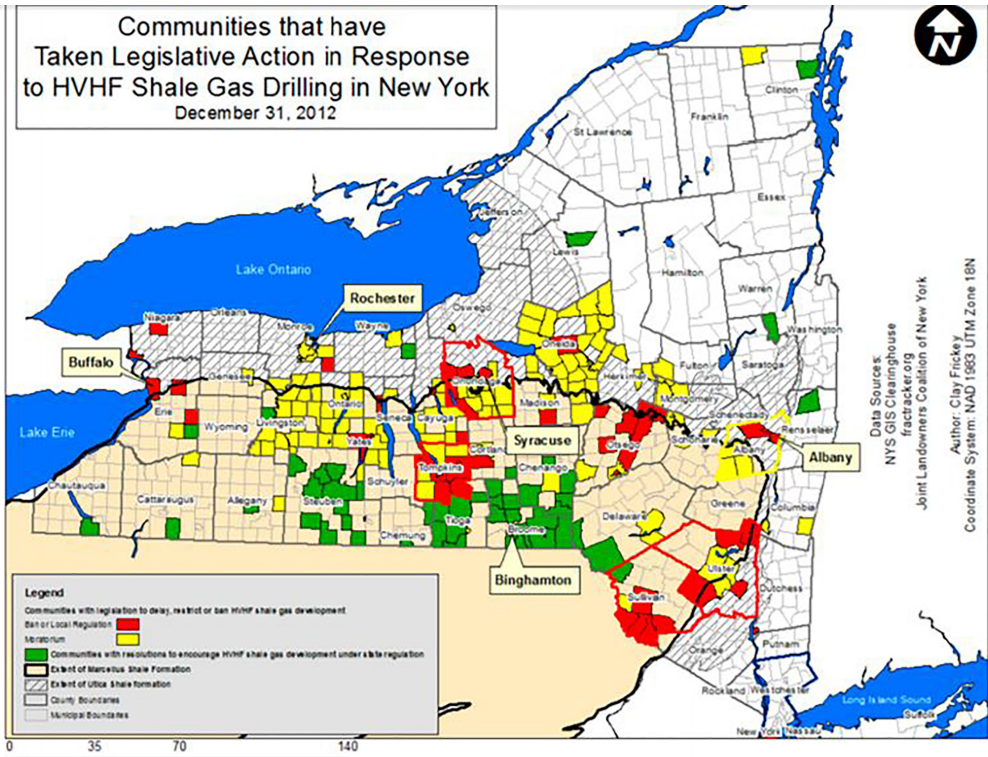 Communities that have
Taken Legislative Action in Response
to HVHF Shale Gas Drilling in New York
December 31, 2012
N
Clinton
Franklin
St Lawrence
Essex
Jefferson
Lewis
Hamilton
Lake Ontario
Warren
Rochester
Oswego
Washington
Niagara
Orleans
Monroe
Wayne
Oneida
Buffalo
Fulton
Saratoga
Genesee
Herkimer
Onondaga
Montgomery
Ontario
Madison
Erie
Seneca
Cayuga
Schenectady
Wyoming
Livingston
Rensselaer
Lake Erie
Yates
Syracuse
Otsego
Schoharie
Albany
Albany
Cortland
Tompkins
Chenango
Schuyler
Chautauqua
Cattaraugus
Allegany
Steuben
Greene
Columbia
Tioga
Delaware
Broome
Chemung
Binghamton
Ulster
Dutchess
Sullivan
Orange
Putnam
Rockland
Westchester
Long Island Sound
Suffolk
New York
Nassau
Legend
Communities with legislation to delay, restrict or ban HVHF shale gas development
Ban or Local Regulation
Moratorium
Communities with resolutions to encourage HVHF shale gas development under state regulation
Extent of Marcellus Shale Formation
Extent of Utica Shale formation
County Boundaries
Municipal Boundaries
0 35 70 140
Data Sources:
NYS GIS Clearinghouse
fractracker.org
Joint Landowners Coalition of New York
Author: Clay Frickey
Coordinate System: NAD 1983 UTM Zone 18N